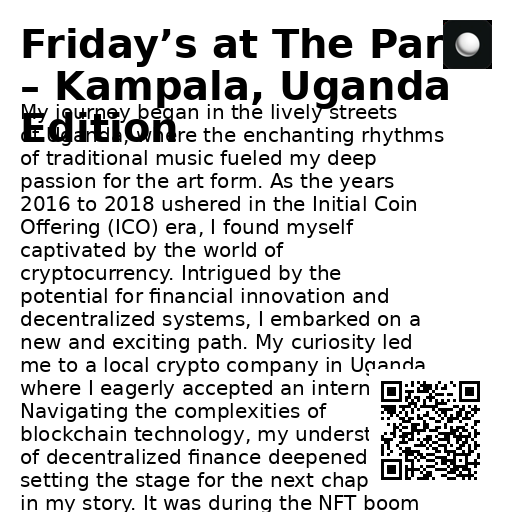 Friday’s at The Par
– Kampala, Uganda
Edition
My journey began in the lively streets
of Uganda, where the enchanting rhythms
of traditional music fueled my deep
passion for the art form. As the years
2016 to 2018 ushered in the Initial Coin
Offering (ICO) era, I found myself
captivated by the world of
cryptocurrency. Intrigued by the
potential for financial innovation and
decentralized systems, I embarked on a
new and exciting path. My curiosity led
me to a local crypto company in Uganda
where I eagerly accepted an intern
Navigating the complexities of
blockchain technology, my underst
of decentralized finance deepened
setting the stage for the next chap
in my story. It was during the NFT boom